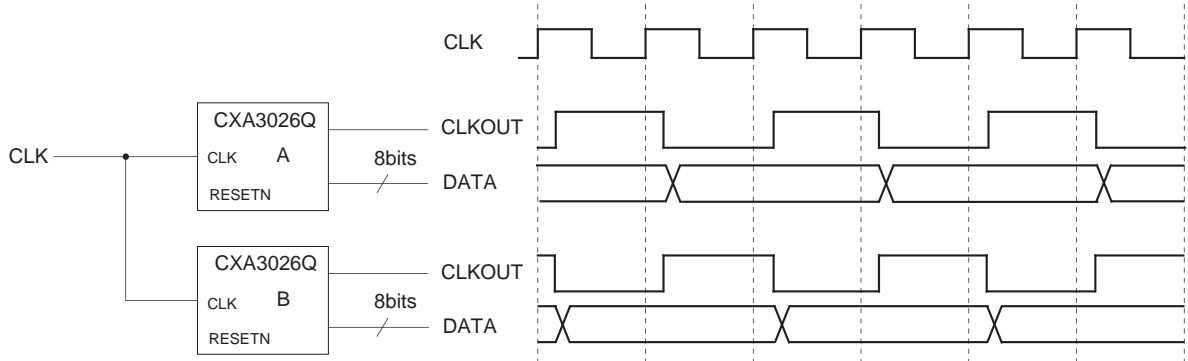 CLK
CXA3026Q
CLKOUT
CLK
CLK A
8bits
DATA
RESETN
CXA3026Q
CLKOUT
CLK B
8bits
DATA
RESETN